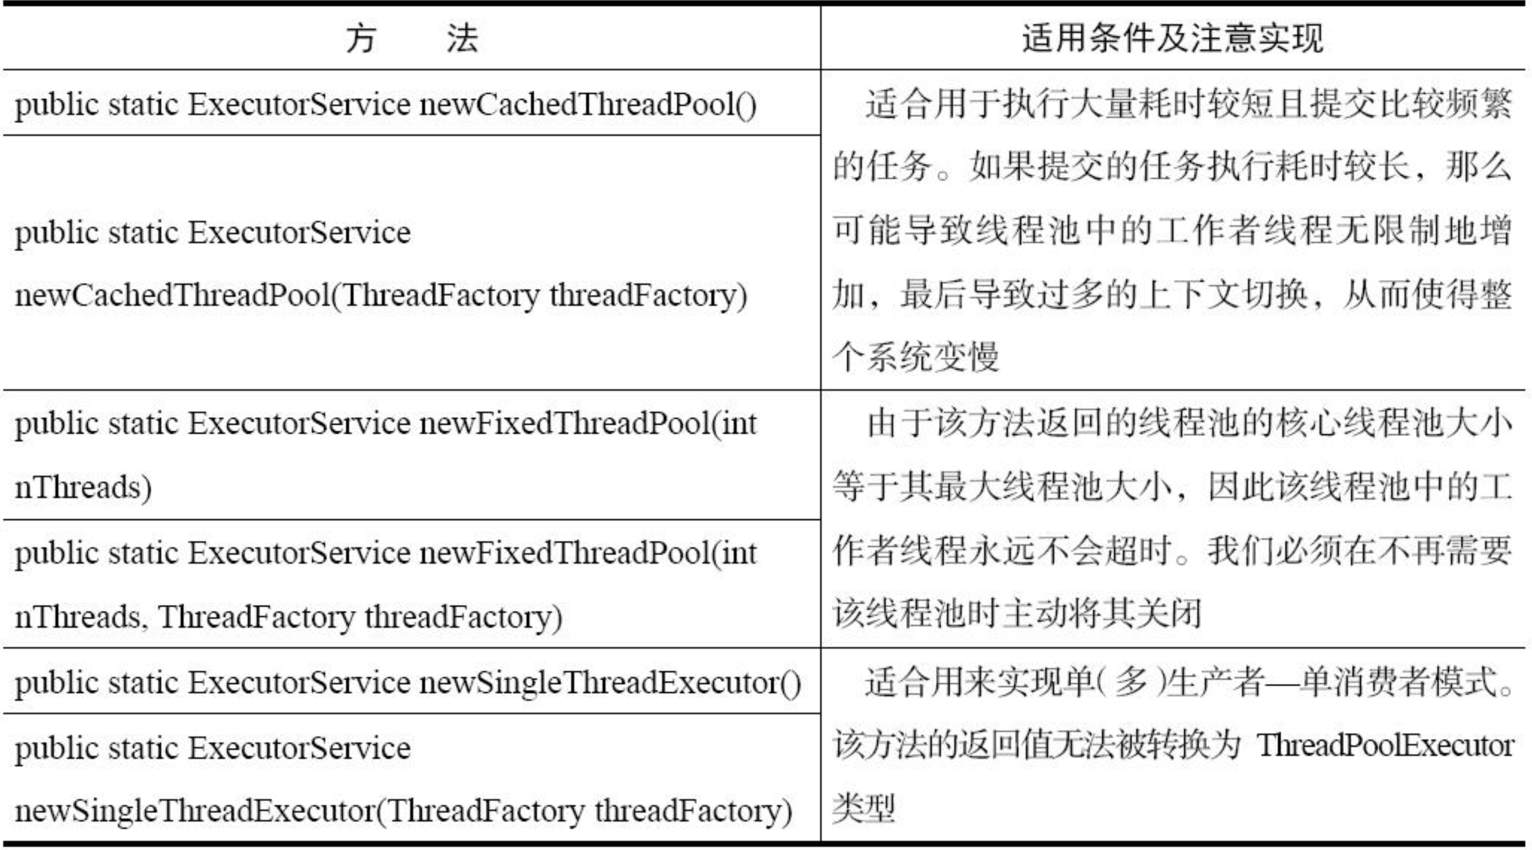 方 法
适用条件及注意实现
public static ExecutorService newCachedThreadPool()
public static ExecutorService
newCachedThreadPool(ThreadFactory threadFactory)
适合用于执行大量耗时较短且提交比较频繁
的任务。如果提交的任务执行耗时较长，那么
可能导致线程池中的工作者线程无限制地增
加，最后导致过多的上下文切换，从而使得整
个系统变慢
public static ExecutorService newFixedThreadPool(int
nThreads)
public static ExecutorService newFixedThreadPool(int
nThreads, ThreadFactory threadFactory)
由于该方法返回的线程池的核心线程池大小
等于其最大线程池大小，因此该线程池中的工
作者线程永远不会超时。我们必须在不再需要
该线程池时主动将其关闭
public static ExecutorService newSingleThreadExecutor()
public static ExecutorService
newSingleThreadExecutor(ThreadFactory threadFactory)
适合用来实现单（多）生产者—单消费者模式。
该方法的返回值无法被转换为 ThreadPoolExecutor
类型